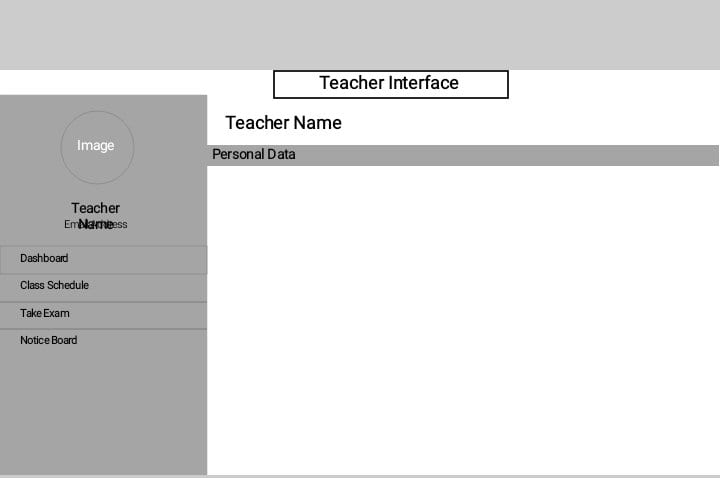 Teacher Interface
Teacher Name
Personal Data
Image
Teacher
Name
Email Address
Dashboard
Class Schedule
Take Exam
Notice Board